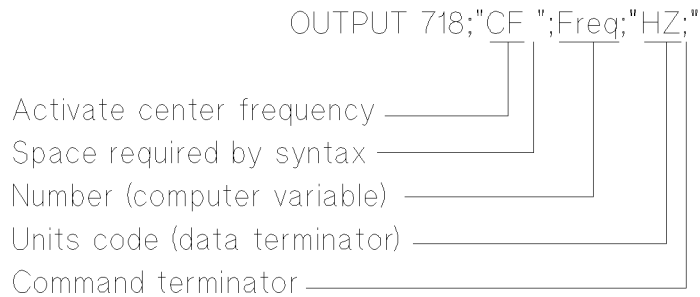 OUTPUT 718;"CF ";Freq;"HZ;"
Activate center frequency
Space required by syntax
Number (computer variable)
Units code (data terminator)
Command terminator